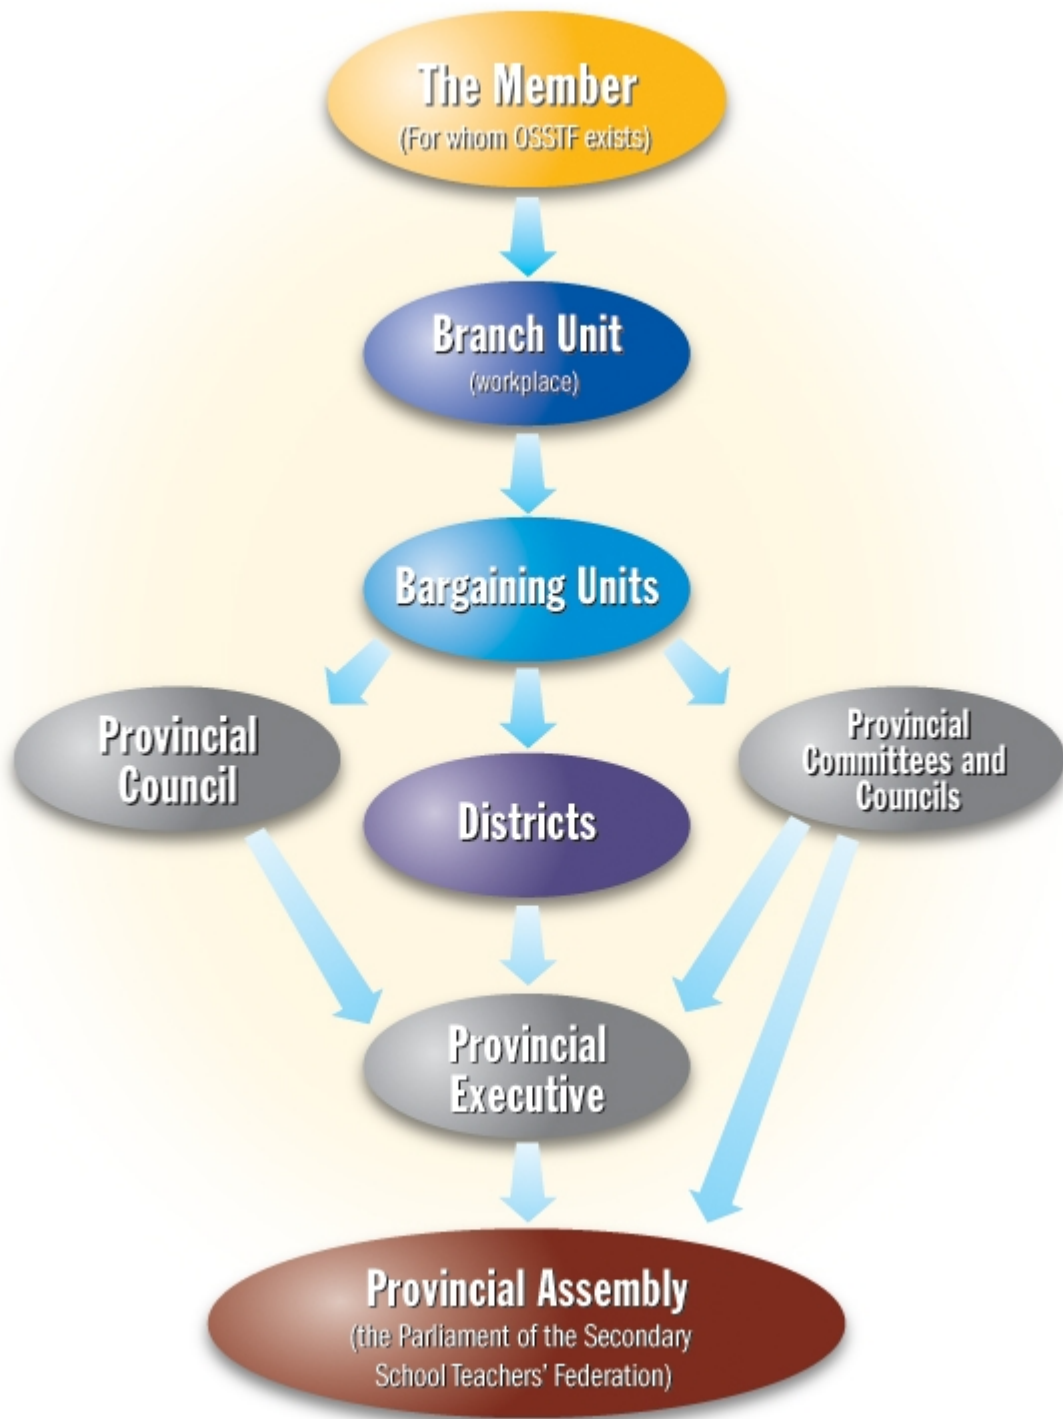 The Member
(For whom OSSTF exists)
Branch Unit
(workplace)
Bargaining Units
Provincial
Council
Provincial
Committees and
Councils
Districts
Provincial
Executive
Provincial Assembly
(the Parliament of the Secondary
School Teachers' Federation)